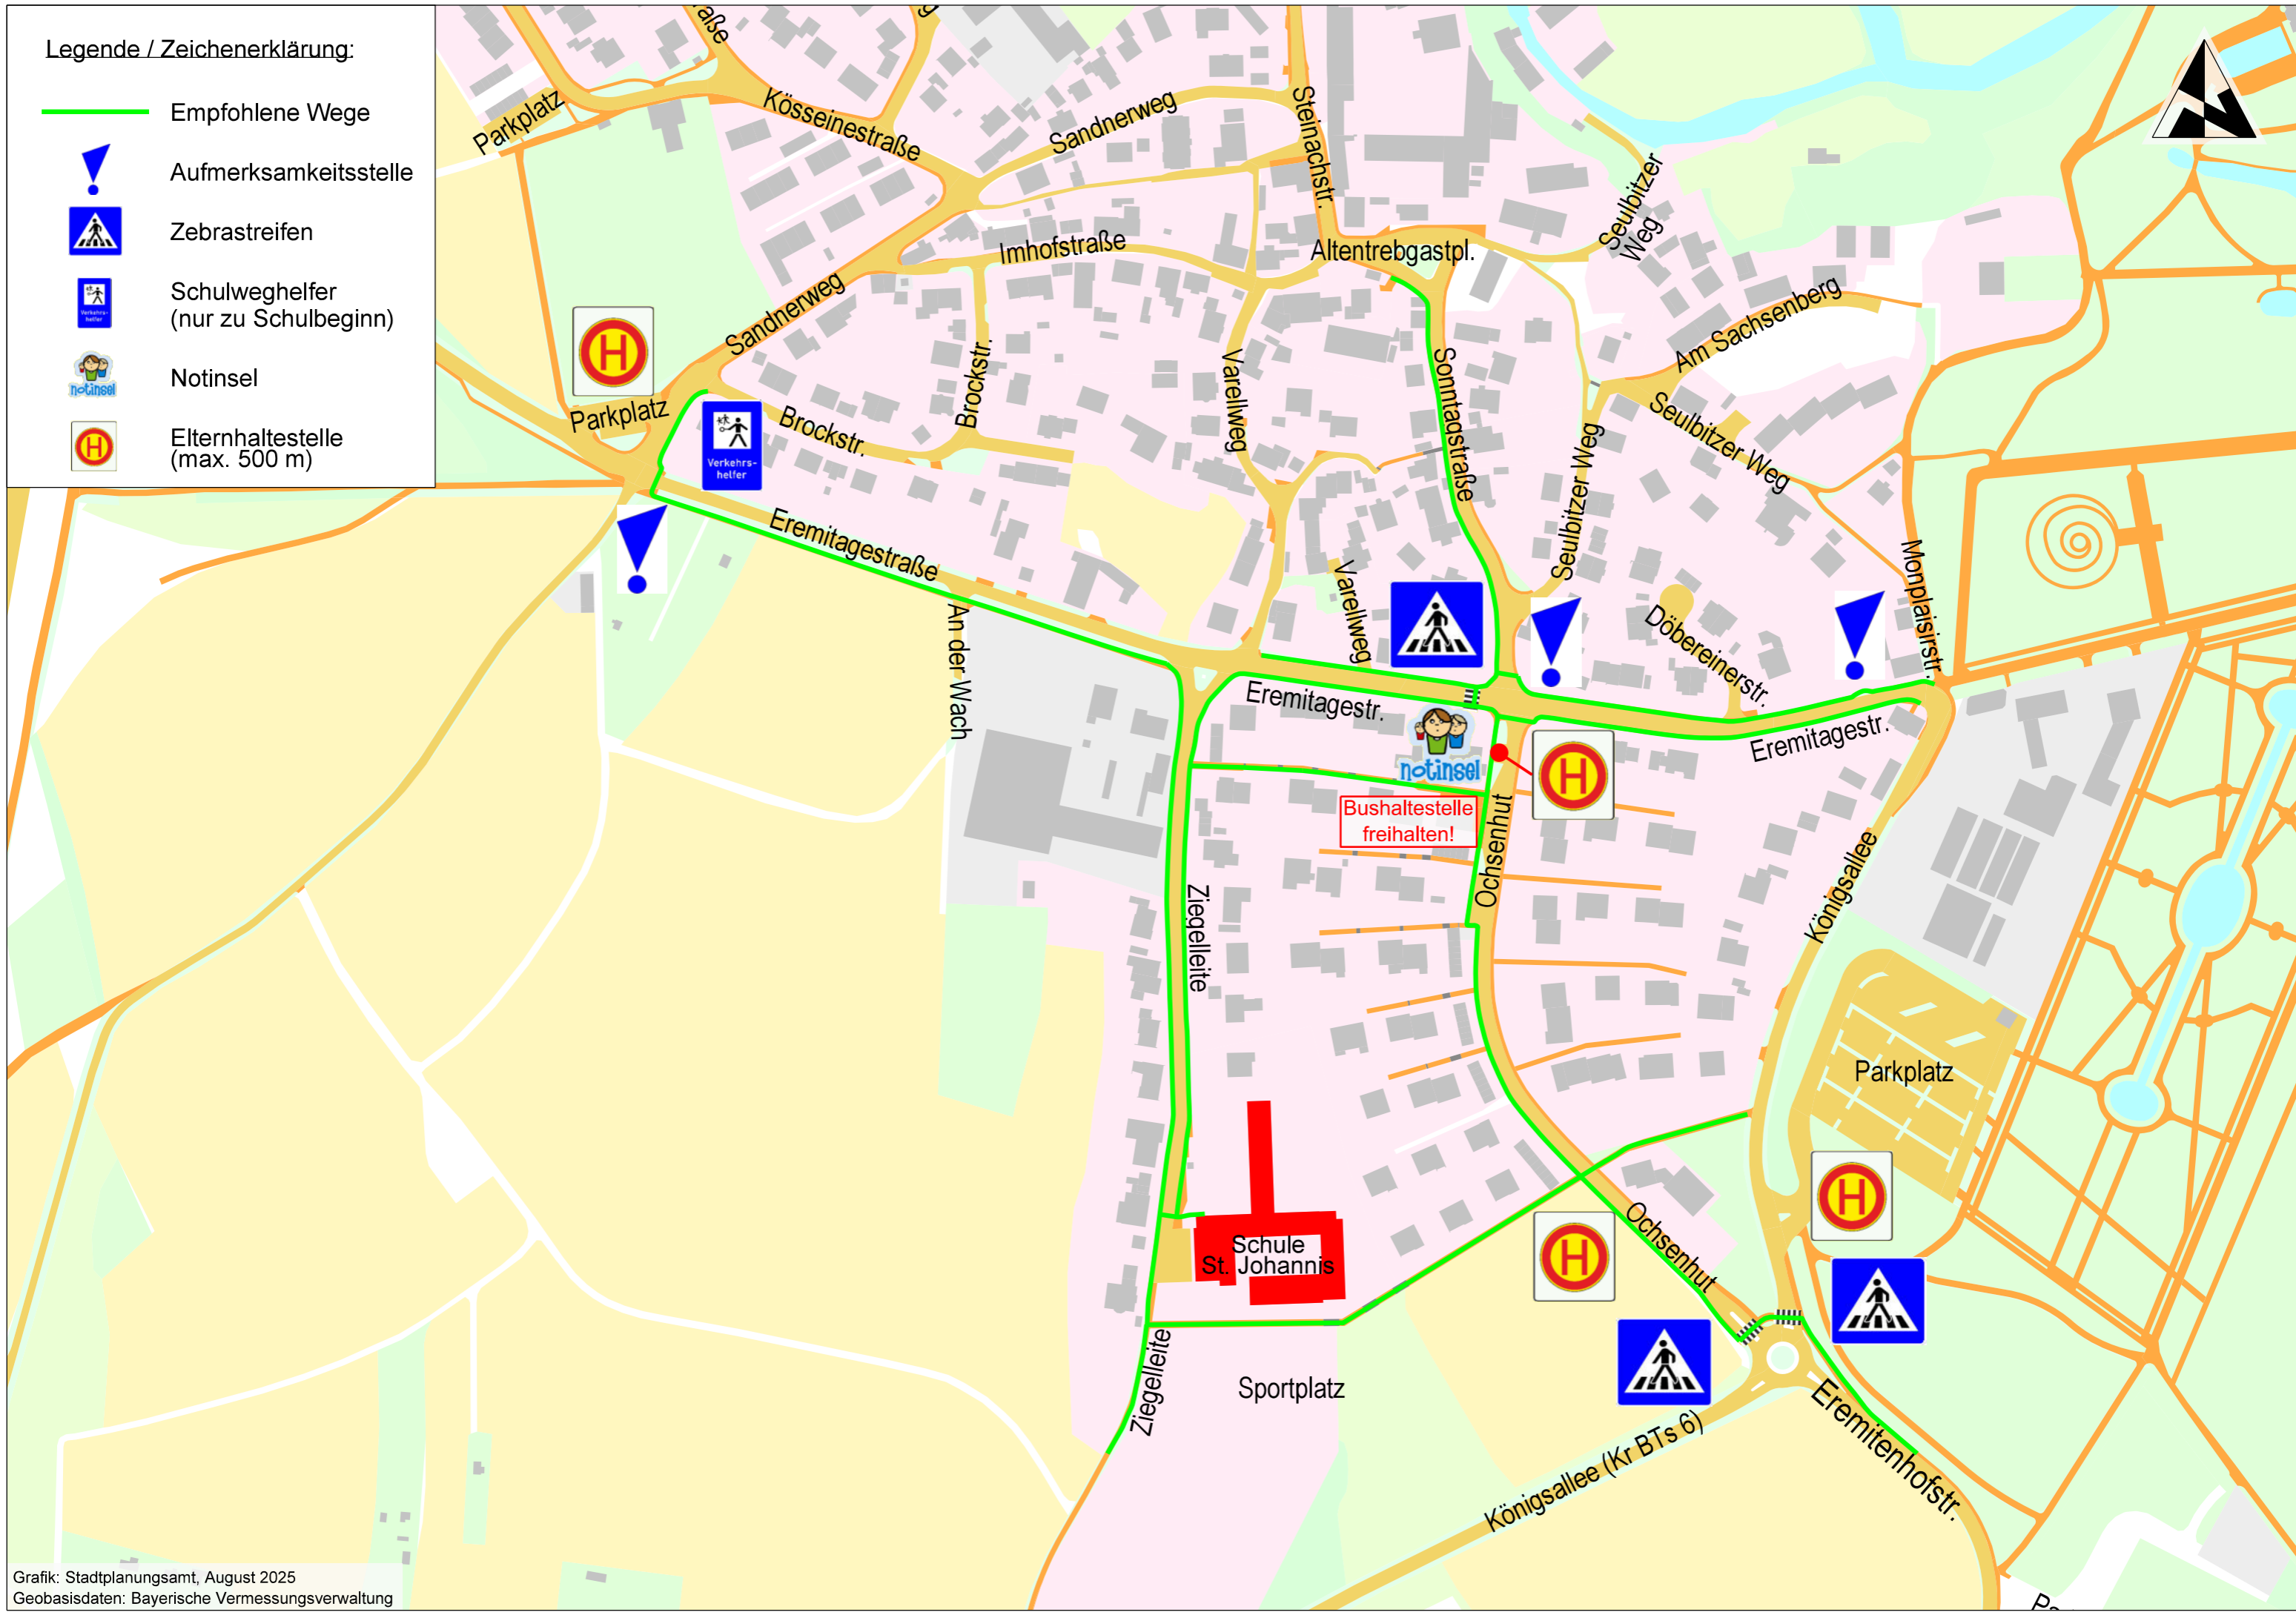 Legende / Zeichenerklärung:
Empfohlene Wege
Aufmerksamkeitsstelle
Zebrastreifen
Verkehrs-
helfer
Schulweghelfer
(nur zu Schulbeginn)
notinsel
Notinsel
H
Elternhaltestelle
(max. 500 m)
Parkplatz
Kösseinestraße
Sandnerweg
Steinachstr.
Seulbitzer
Weg
Imhofstraße
Altentrebgastpl.
Sandnerweg
Am Sachsenberg
H
Parkplatz
Brockstr.
Brockstr.
Varellweg
Sonntagstraße
Seulbitzer Weg
Seulbitzer Weg
Verkehrs-
helfer
Eremitagestraße
An der Wach
Varellweg
Döbereinerstr.
Monplaisirstr.
Eremitagestr.
Eremitagestr.
notinsel
H
Bushaltestelle
freihalten!
Ochsenhut
Königsallee
Ziegelleite
Parkplatz
Schule
St. Johannis
H
H
Ochsenhut
Ziegelleite
Sportplatz
Königsallee (Kr BTs 6)
Eremitenhofstr.
Grafik: Stadtplanungsamt, August 2025
Geobasisdaten: Bayerische Vermessungsverwaltung